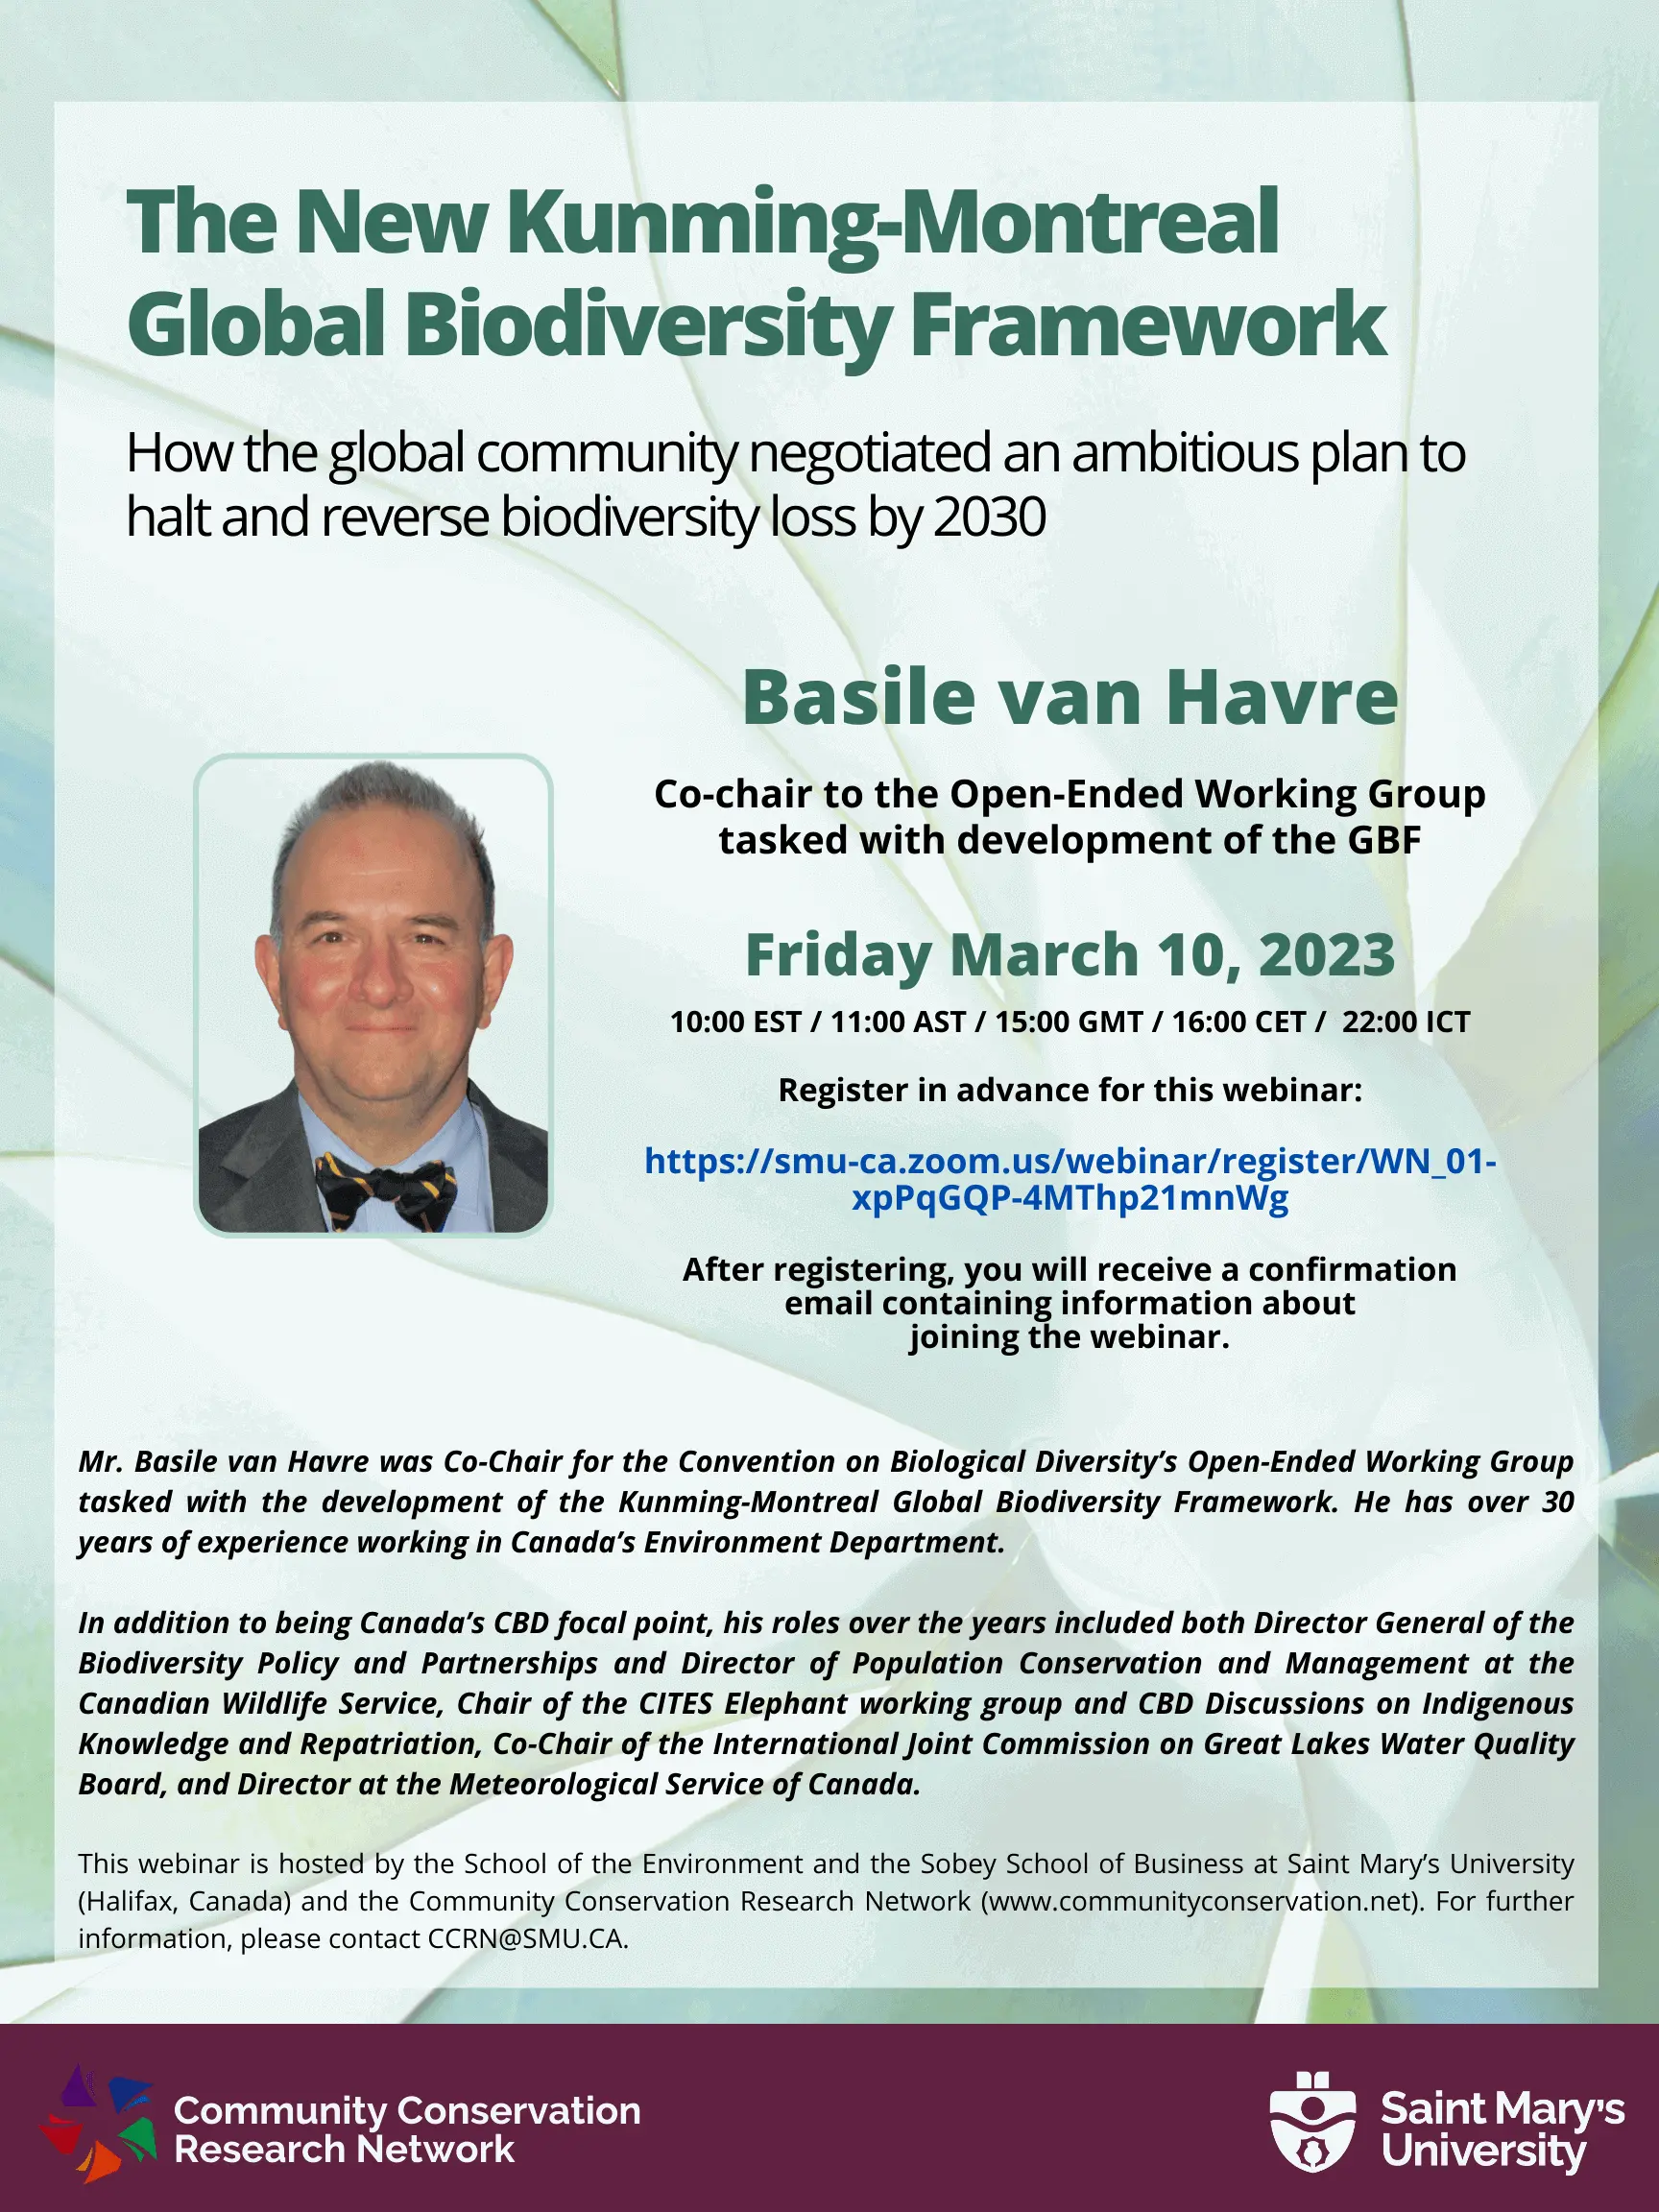 The New Kunming-Montreal
Global Biodiversity Framework
How the global community negotiated an ambitious plan to
halt and reverse biodiversity loss by 2030
Basile van Havre
Co-chair to the Open-Ended Working Group
tasked with development of the GBF
Friday March 10, 2023
10:00 EST / 11:00 AST / 15:00 GMT / 16:00 CET / 22:00 ICT
Register in advance for this webinar:
https://smu-ca.zoom.us/webinar/register/WN_01-
xpPqGQP-4MThp21mnWg
After registering, you will receive a confirmation
email containing information about
joining the webinar.
Mr. Basile van Havre was Co-Chair for the Convention on Biological Diversity’s Open-Ended Working Group
tasked with the development of the Kunming-Montreal Global Biodiversity Framework. He has over 30
years of experience working in Canada’s Environment Department.
In addition to being Canada’s CBD focal point, his roles over the years included both Director General of the
Biodiversity Policy and Partnerships and Director of Population Conservation and Management at the
Canadian Wildlife Service, Chair of the CITES Elephant working group and CBD Discussions on Indigenous
Knowledge and Repatriation, Co-Chair of the International Joint Commission on Great Lakes Water Quality
Board, and Director at the Meteorological Service of Canada.
This webinar is hosted by the School of the Environment and the Sobey School of Business at Saint Mary’s University
(Halifax, Canada) and the Community Conservation Research Network (www.communityconservation.net). For further
information, please contact CCRN@SMU.CA.
Community Conservation
Research Network
Saint Mary’s
University